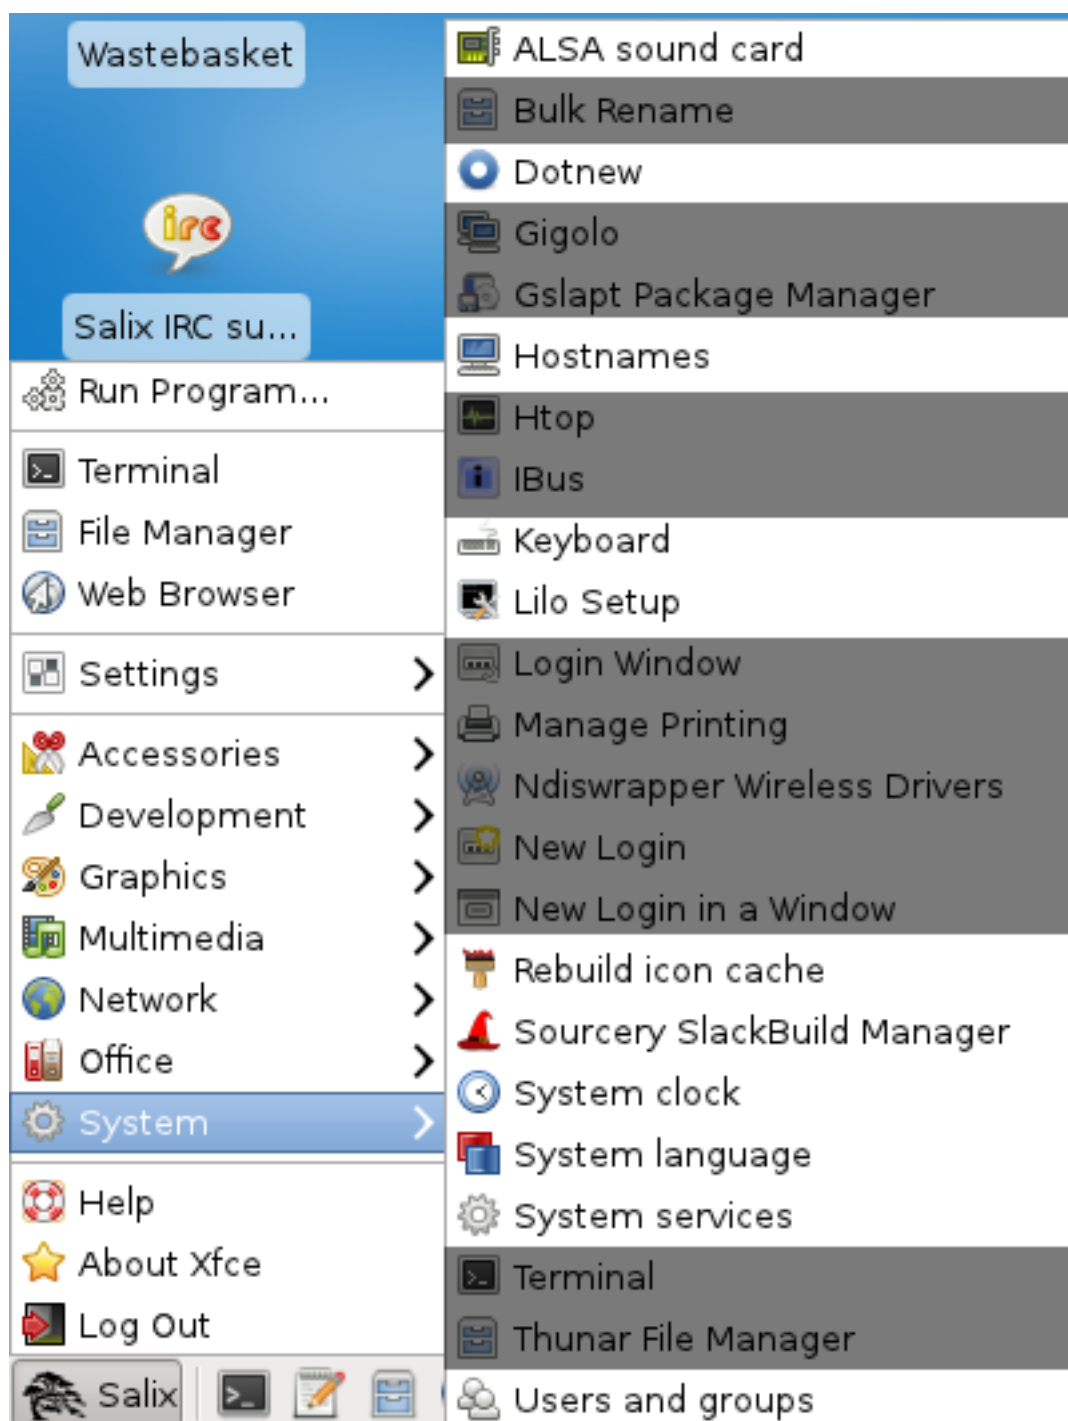 Wastebasket
irc
Salix IRC su...
Run Program...
Terminal
File Manager
Web Browser
Settings
Accessories
Development
Graphics
Multimedia
Network
Office
System
Help
About Xfce
Log Out
Salix
ALSA sound card
Bulk Rename
Dotnew
Gigolo
Gslapt Package Manager
Hostnames
Htop
IBus
Keyboard
Lilo Setup
Login Window
Manage Printing
Ndiswrapper Wireless Drivers
New Login
New Login in a Window
Rebuild icon cache
Sourcery SlackBuild Manager
System clock
System language
System services
Terminal
Thunar File Manager
Users and groups